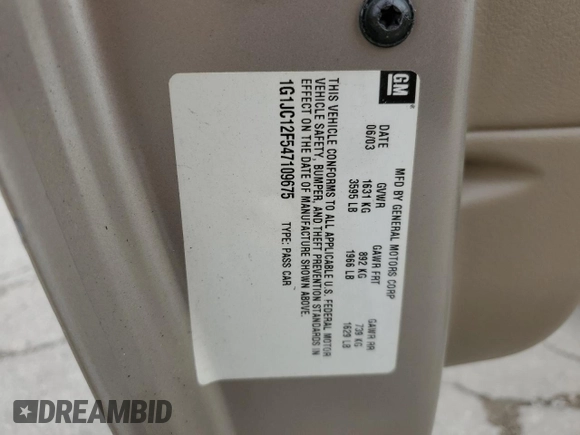 GM
MFD BY GENERAL MOTORS CORP
DATE GVWR GAWR FRT GAWR RR
06/03 1631 KG 892 KG 739 KG
3595 LB 1966 LB 1629 LB
THIS VEHICLE CONFORMS TO ALL APPLICABLE U.S. FEDERAL MOTOR
VEHICLE SAFETY, BUMPER, AND THEFT PREVENTION STANDARDS IN
EFFECT ON THE DATE OF MANUFACTURE SHOWN ABOVE.
1G1JC12F547109675 TYPE: PASS CAR
DREAMBID